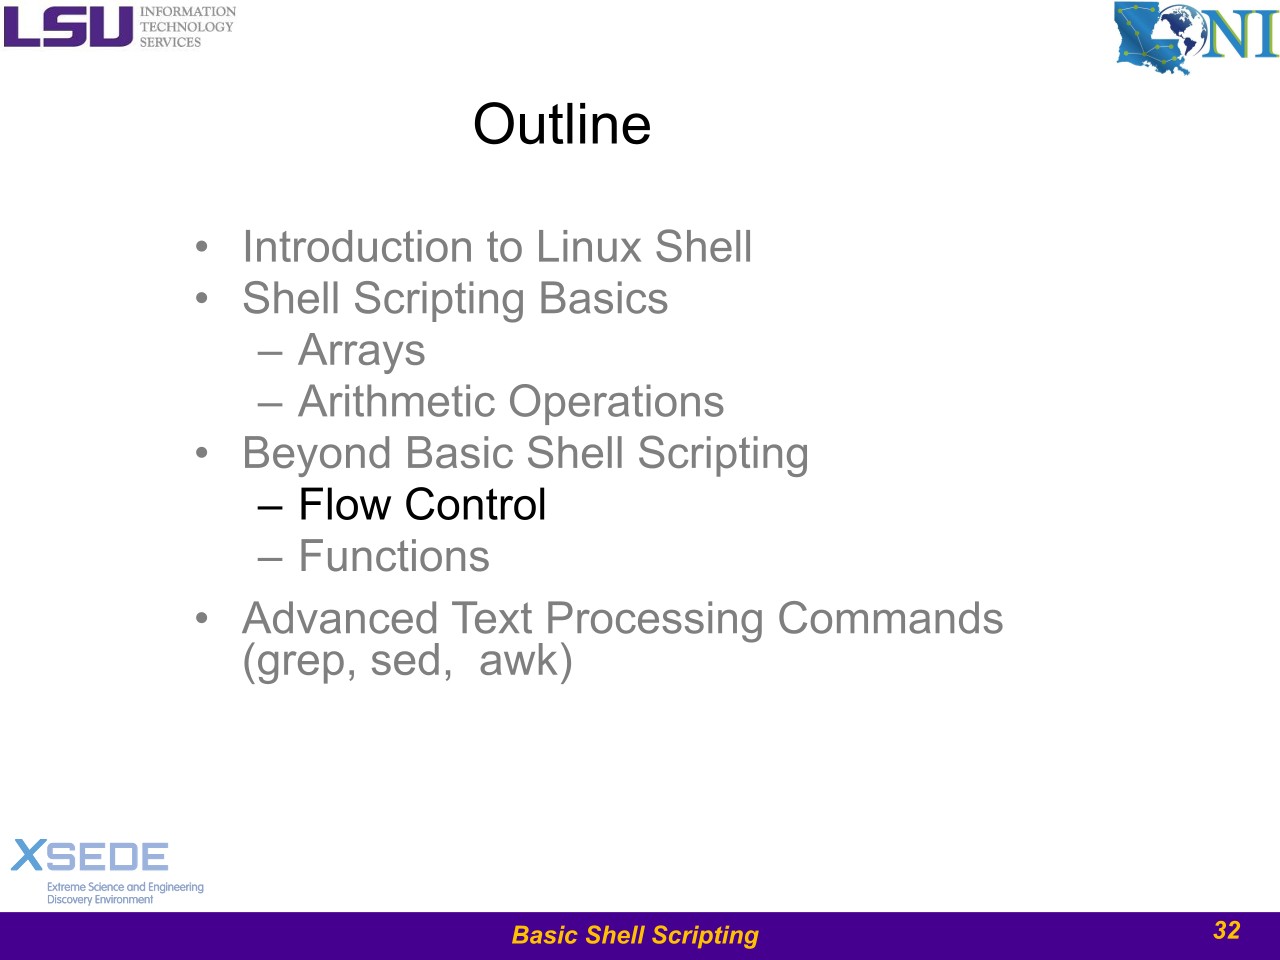 LSU INFORMATION
TECHNOLOGY
SERVICES
LONI
Outline
• Introduction to Linux Shell
• Shell Scripting Basics
– Arrays
– Arithmetic Operations
• Beyond Basic Shell Scripting
– Flow Control
– Functions
• Advanced Text Processing Commands
(grep, sed,  awk)
XSEDE
Extreme Science and Engineering
Discovery Environment
Basic Shell Scripting
32